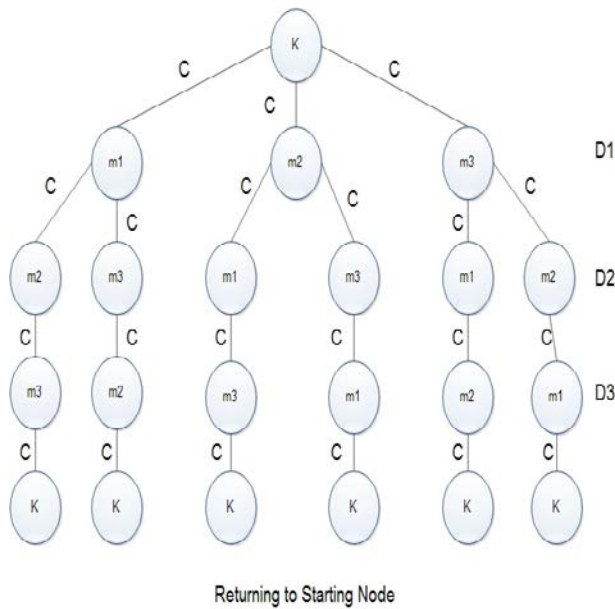 K
C C C
m1 m2 m3 D1
C C C C C C
m2 m3 m1 m3 m1 m2 D2
C C C C C C
m3 m2 m3 m1 m2 m1 D3
C C C C C C
K K K K K K
Returning to Starting Node